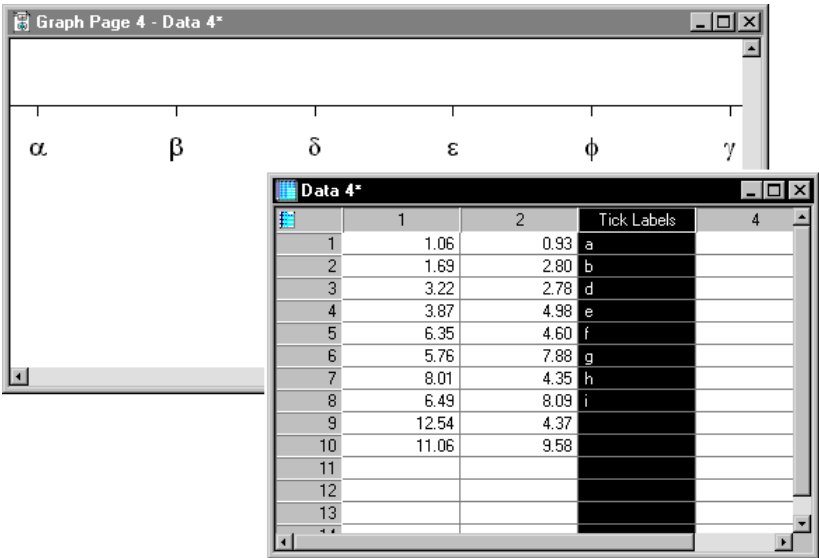 Graph Page 4 - Data 4*
α β δ ε ϕ γ
Data 4*
1 2 Tick Labels 4
1 1.06 0.93 a
2 1.69 2.80 b
3 3.22 2.78 d
4 3.87 4.98 e
5 6.35 4.60 f
6 5.76 7.88 g
7 8.01 4.35 h
8 6.49 8.09 i
9 12.54 4.37
10 11.06 9.58
11
12
13